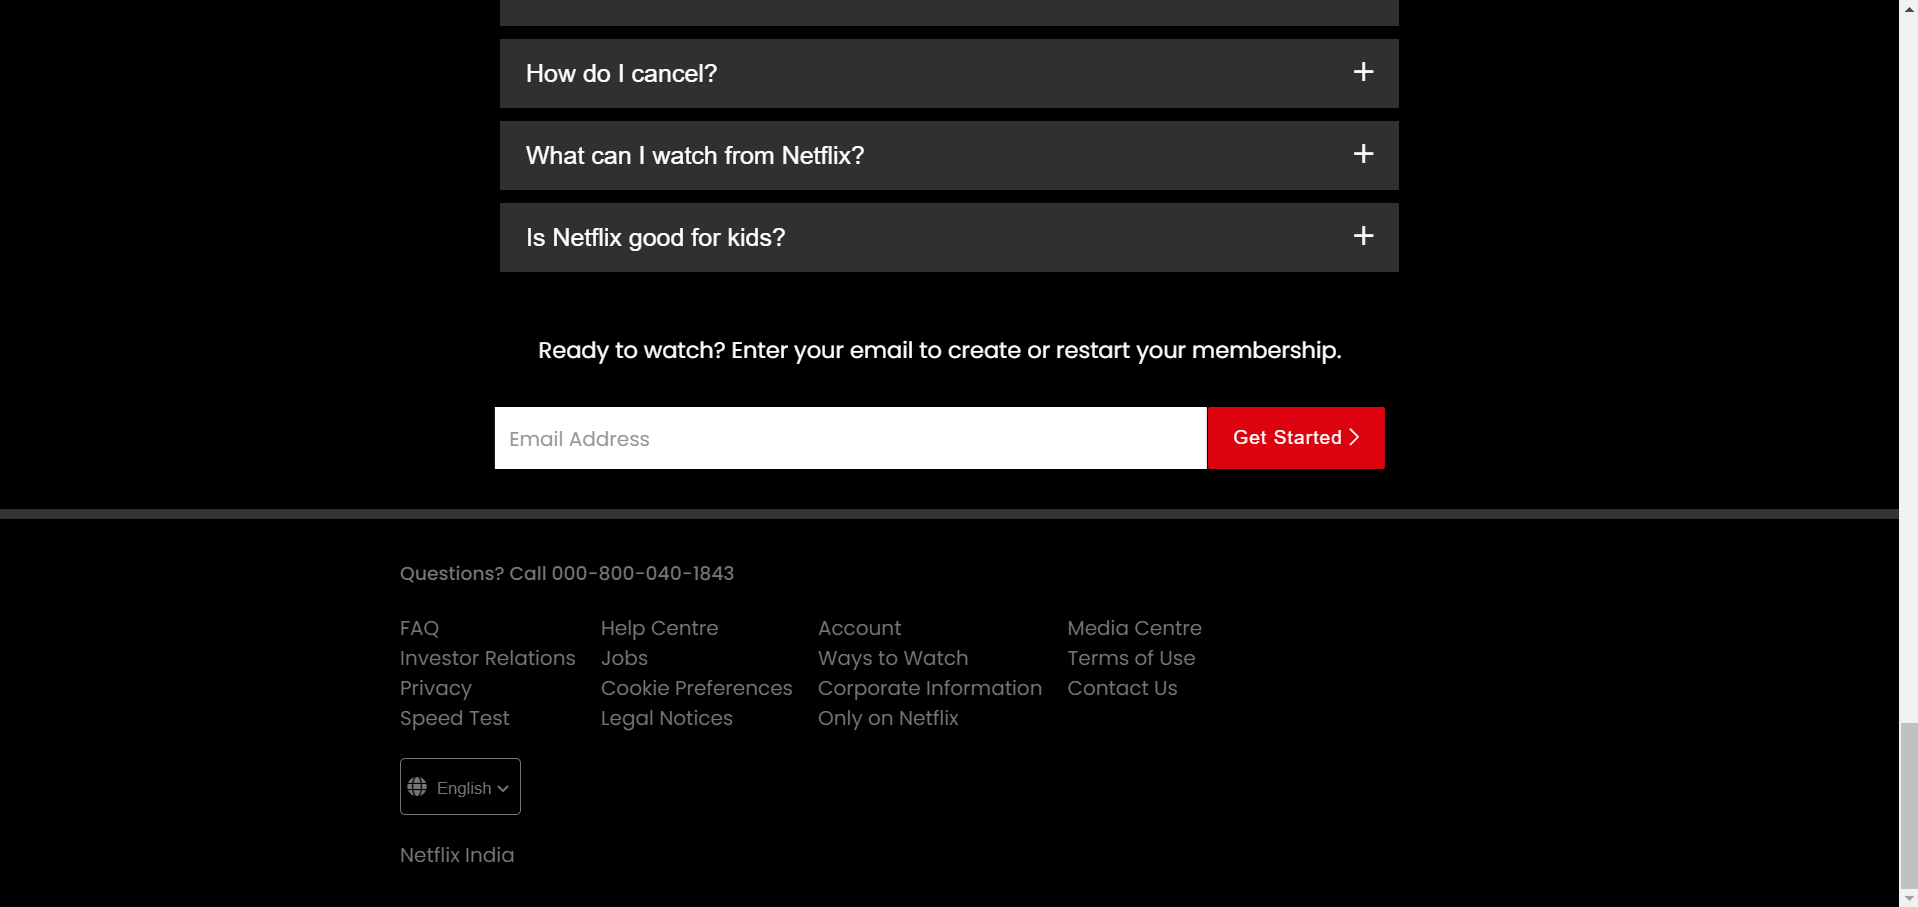 How do I cancel?
What can I watch from Netflix?
Is Netflix good for kids?
Ready to watch? Enter your email to create or restart your membership.
Email Address
Get Started
Questions? Call 000-800-040-1843
FAQ
Help Centre
Account
Media Centre
Investor Relations
Jobs
Ways to Watch
Terms of Use
Privacy
Cookie Preferences
Corporate Information
Contact Us
Speed Test
Legal Notices
Only on Netflix
English
Netflix India